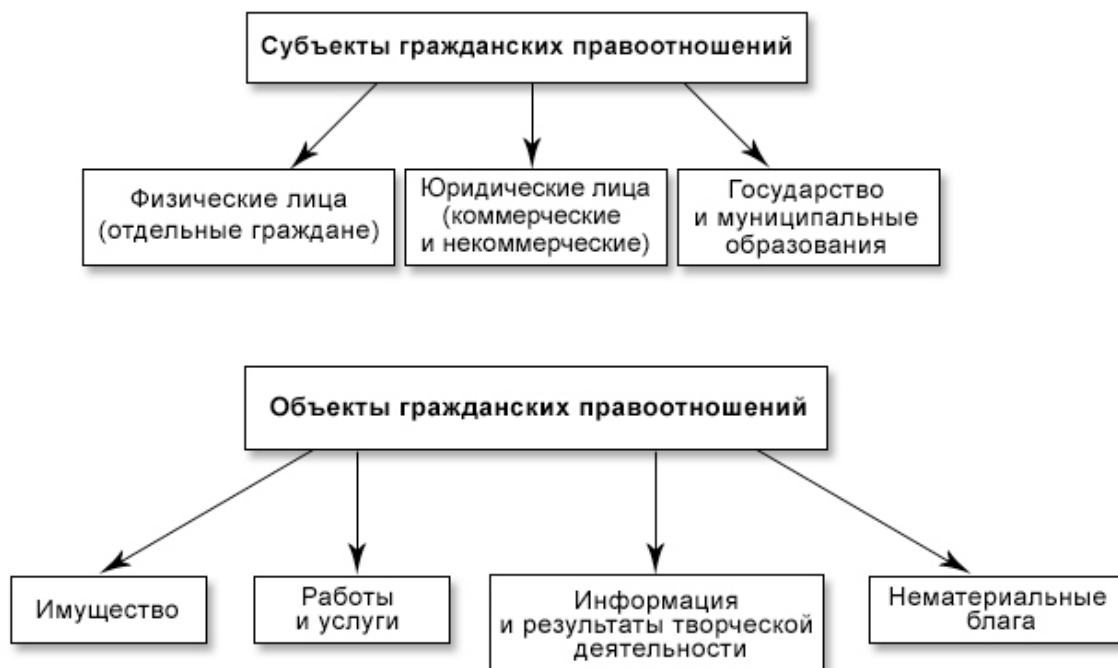 Субъекты гражданских правоотношений
Физические лица
(отдельные граждане)
Юридические лица
(коммерческие
и некоммерческие)
Государство
и муниципальные
образования
Объекты гражданских правоотношений
Имущество
Работы
и услуги
Информация
и результаты творческой
деятельности
Нематериальные
блага